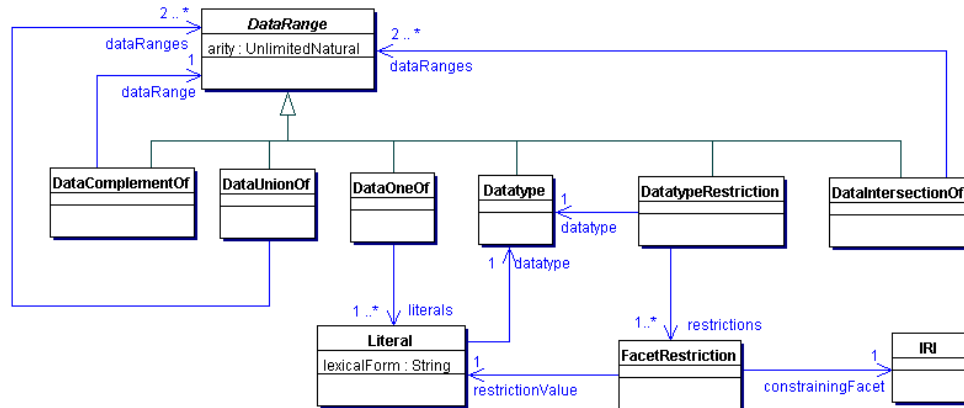 DataRange
2 .. *
arity : UnlimitedNatural
2 .. *
dataRanges
1
dataRanges
dataRange
DataComplementOf
DataUnionOf
DataOneOf
Datatype
DatatypeRestriction
DataIntersectionOf
1
datatype
1
datatype
1 ..*
literals
1..*
restrictions
Literal
lexicalForm : String
FacetRestriction
IRI
1
restrictionValue
1
constrainingFacet